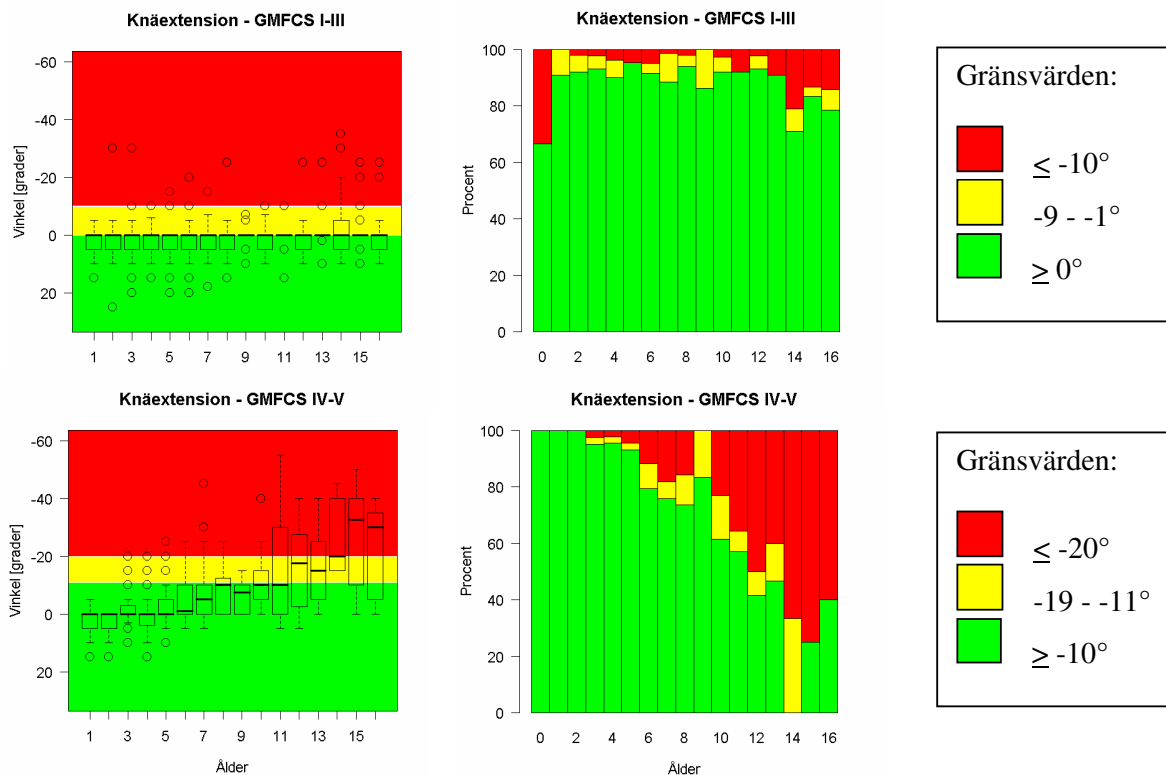 Knäextension - GMFCS I-III
Vinkel [grader]
-60
-40
-20
0
20
1 3 5 7 9 11 13 15
Knäextension - GMFCS I-III
Procent
100
80
60
40
20
0
0 2 4 6 8 10 12 14 16
Gränsvärden:
≤ -10°
-9 - -1°
≥ 0°
Knäextension - GMFCS IV-V
Vinkel [grader]
-60
-40
-20
0
20
1 3 5 7 9 11 13 15
Ålder
Knäextension - GMFCS IV-V
Procent
100
80
60
40
20
0
0 2 4 6 8 10 12 14 16
Ålder
Gränsvärden:
≤ -20°
-19 - -11°
≥ -10°